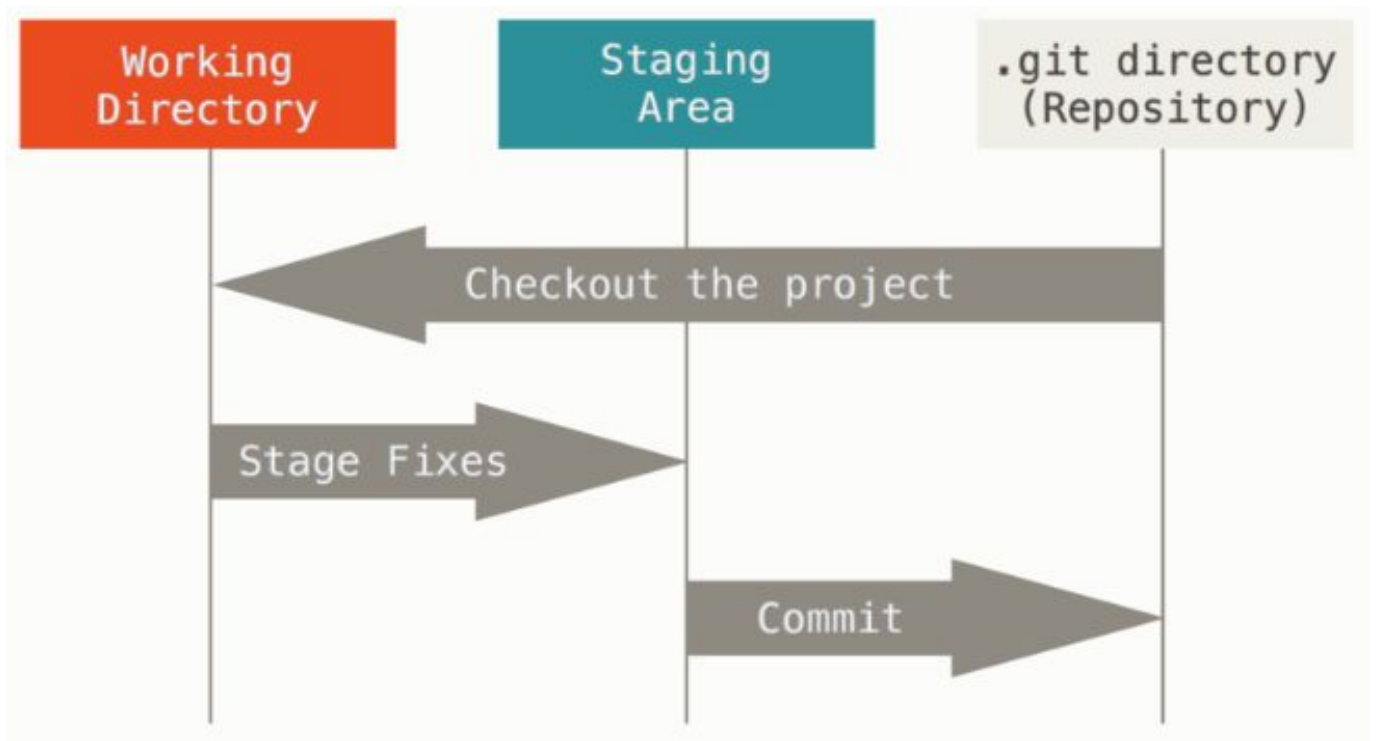 Working
Directory
Staging
Area
.git directory
(Repository)
Checkout the project
Stage Fixes
Commit